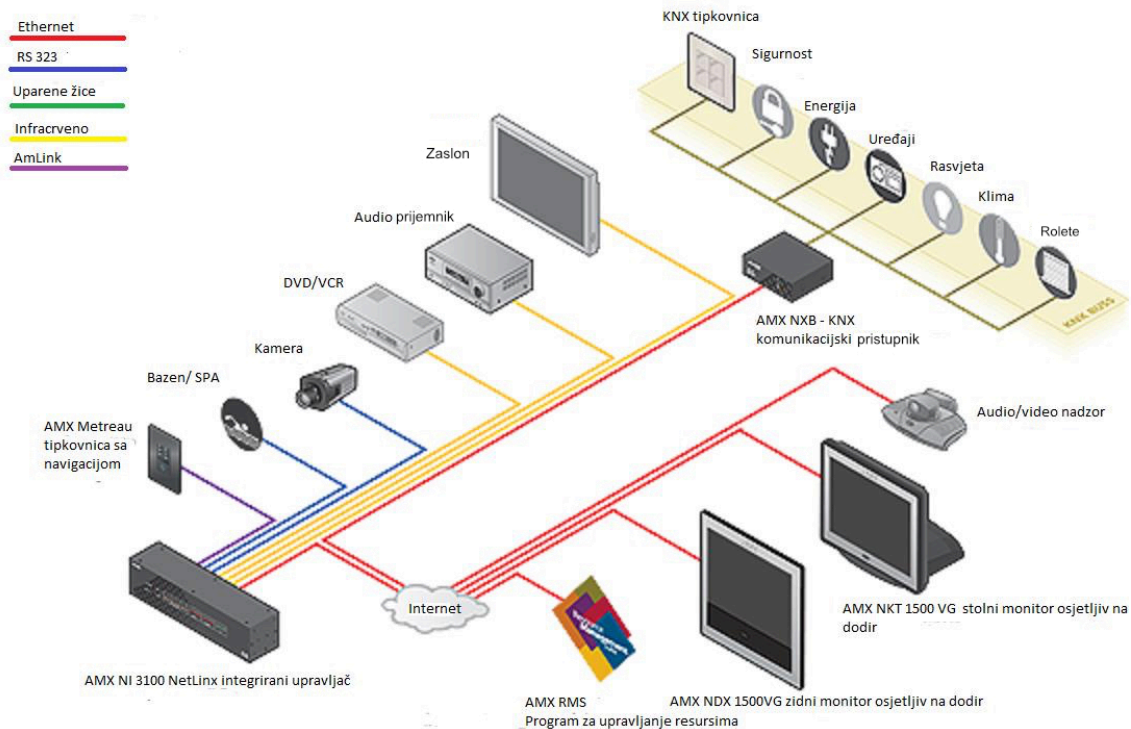 Ethernet
RS 323
Uparene žice
Infracrveno
AmLink
KNX tipkovnica
Sigurnost
Energija
Uređaji
Rasvjeta
Klima
Rolete
KNX BUSS
Zaslon
Audio prijemnik
DVD/VCR
Kamera
Bazen/ SPA
AMX Metreau
tipkovnica sa
navigacijom
AMX NXB - KNX
komunikacijski pristupnik
Audio/video nadzor
AMX NKT 1500 VG stolni monitor osjetljiv na
dodir
Internet
Management
AMX NI 3100 NetLinx integrirani upravljač
AMX RMS
Program za upravljanje resursima
AMX NDX 1500VG zidni monitor osjetljiv na dodir